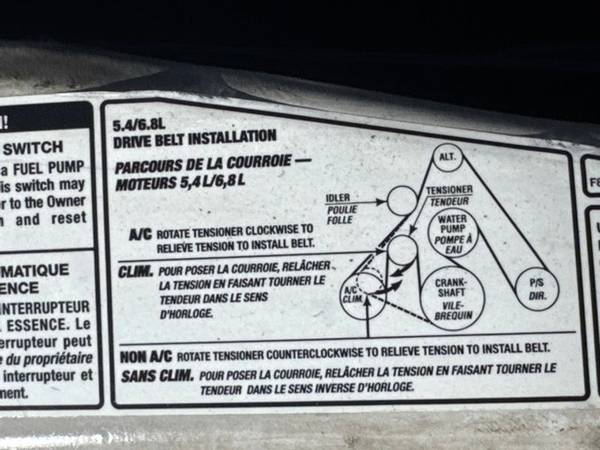 !
SWITCH
a FUEL PUMP
is switch may
r to the Owner
and reset
MATIQUE
ENCE
INTERRUPTEUR
ESSENCE. Le
errupteur peut
e du propriétaire
interrupteur et
ment.
5.4/6.8L
DRIVE BELT INSTALLATION
PARCOURS DE LA COURROIE —
MOTEURS 5,4L/6,8L
A/C ROTATE TENSIONER CLOCKWISE TO
RELIEVE TENSION TO INSTALL BELT.
CLIM. POUR POSER LA COURROIE, RELÂCHER
LA TENSION EN FAISANT TOURNER LE
TENDEUR DANS LE SENS
D'HORLOGE.
ALT.
IDLER
POULIE
FOLLE
TENSIONER
TENDEUR
WATER
PUMP
POMPE À
EAU
A/C
CLIM.
CRANK-
SHAFT
VILE-
BREQUIN
P/S
DIR.
NON A/C ROTATE TENSIONER COUNTERCLOCKWISE TO RELIEVE TENSION TO INSTALL BELT.
SANS CLIM. POUR POSER LA COURROIE, RELÂCHER LA TENSION EN FAISANT TOURNER LE
TENDEUR DANS LE SENS INVERSE D'HORLOGE.